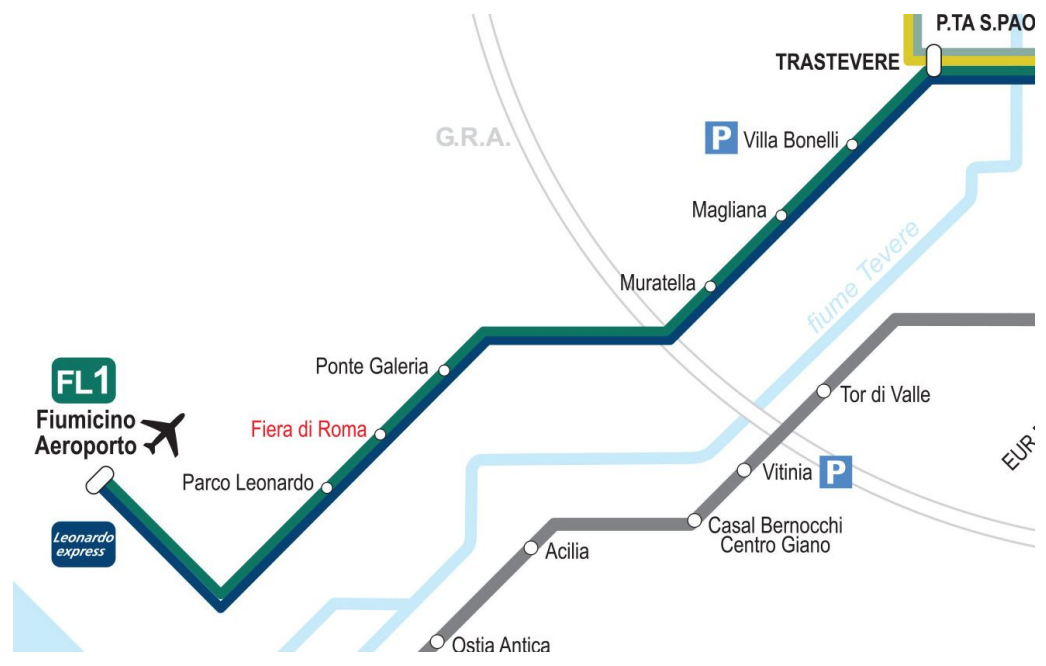 P.TA S.PAO
TRASTEVERE
P
Villa Bonelli
G.R.A.
Magliana
Muratella
fiume Tevere
Ponte Galeria
FL1
Fiumicino
Aeroporto
Fiera di Roma
Tor di Valle
Parco Leonardo
Vitinia
P
EUR
Leonardo
express
Casal Bernocchi
Centro Giano
Acilia
Ostia Antica